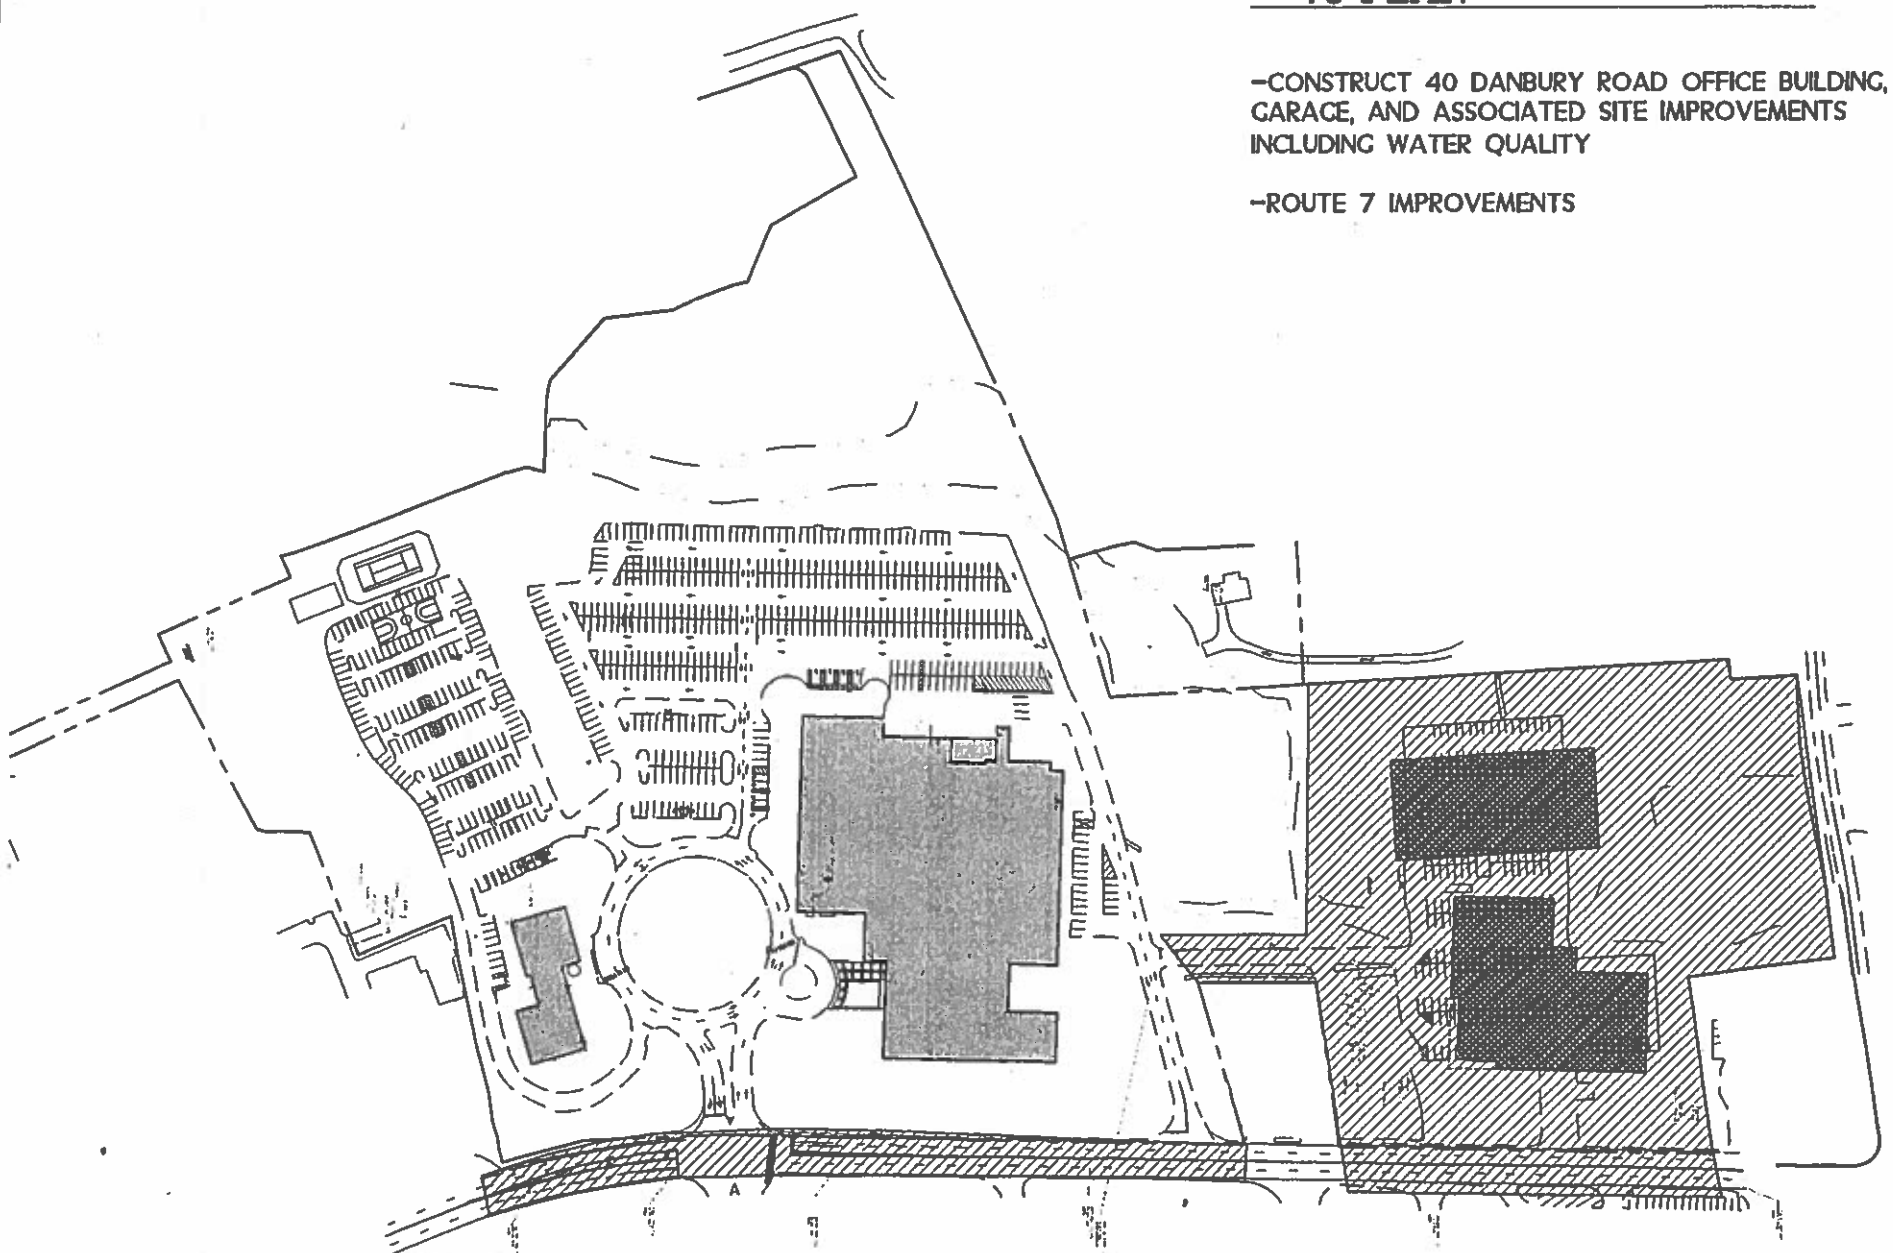 -CONSTRUCT 40 DANBURY ROAD OFFICE BUILDING,
GARAGE, AND ASSOCIATED SITE IMPROVEMENTS
INCLUDING WATER QUALITY
-ROUTE 7 IMPROVEMENTS
A